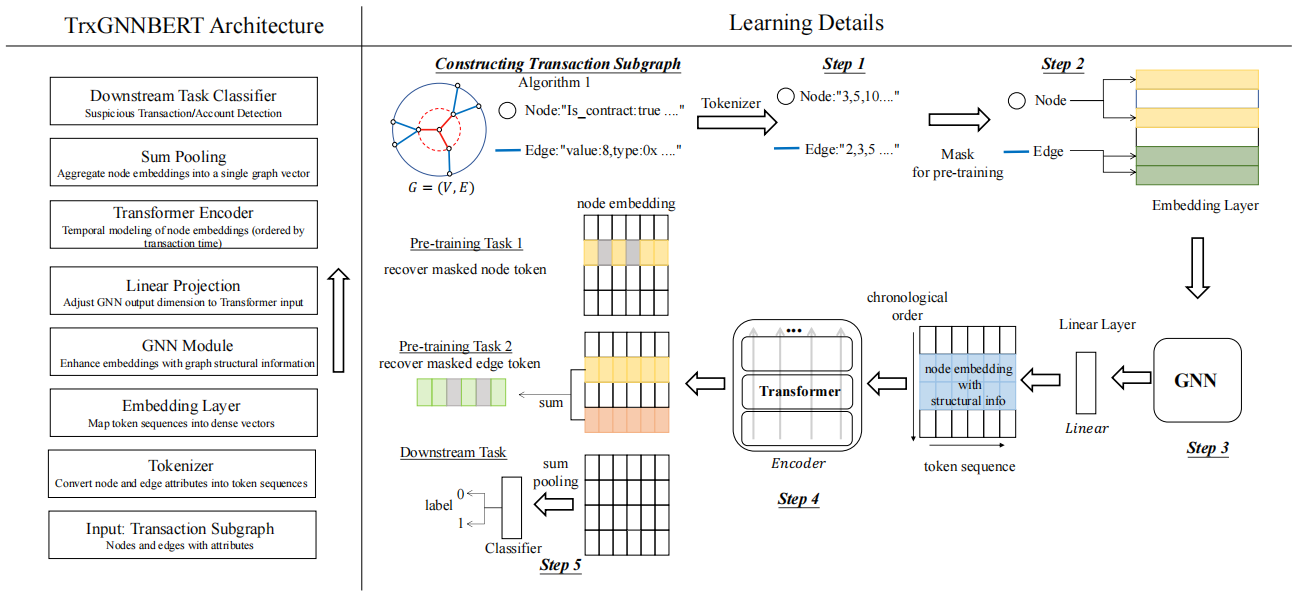 TrxGNNBERT Architecture
Downstream Task Classifier
Suspicious Transaction/Account Detection
Sum Pooling
Aggregate node embeddings into a single graph vector
Transformer Encoder
Temporal modeling of node embeddings (ordered by
transaction time)
Linear Projection
Adjust GNN output dimension to Transformer input
GNN Module
Enhance embeddings with graph structural information
Embedding Layer
Map token sequences into dense vectors
Tokenizer
Convert node and edge attributes into token sequences
Input: Transaction Subgraph
Nodes and edges with attributes
Learning Details
Constructing Transaction Subgraph
Algorithm 1
Node:"Is_contract:true ...."
Edge:"value:8,type:0x ...."
G = (V, E)
Tokenizer
Step 1
Node:"3,5,10...."
Edge:"2,3,5 ...."
Mask
for pre-training
Step 2
Node
Edge
Embedding Layer
GNN
Step 3
Linear Layer
Linear
chronological
order
node embedding
with
structural info
token sequence
...
Transformer
Encoder
Step 4
node embedding
Pre-training Task 1
recover masked node token
Pre-training Task 2
recover masked edge token
sum
Downstream Task
sum
pooling
label
0
1
Classifier
Step 5